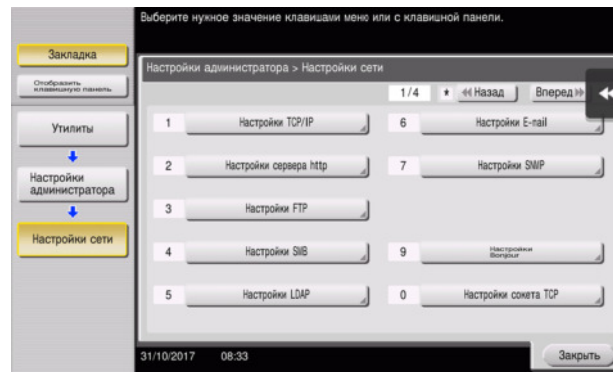 Выберите нужное значение клавишами меню или с клавишной панели.
Закладка
Отобразить
клавишную панель
Утилиты
Настройки
администратора
Настройки сети
Настройки администратора > Настройки сети
1/4
Назад
Вперед
1 Настройки TCP/IP
6 Настройки E-mail
2 Настройки сервера http
7 Настройки SNMP
3 Настройки FTP
4 Настройки SMB
9 Настройки
Bonjour
5 Настройки LDAP
0 Настройки сокета TCP
31/10/2017 08:33
Закрыть